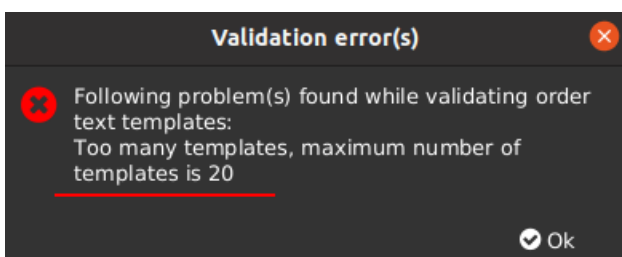 Validation error(s)
Following problem(s) found while validating order
text templates:
Too many templates, maximum number of
templates is 20
Ok